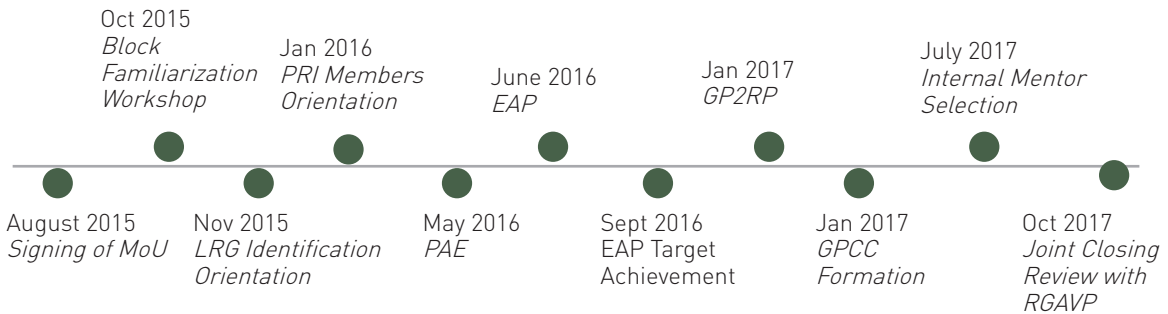 Oct 2015
Block
Familiarization
Workshop
Jan 2016
PRI Members
Orientation
June 2016
EAP
Jan 2017
GP2RP
July 2017
Internal Mentor
Selection
August 2015
Signing of MoU
Nov 2015
LRG Identification
Orientation
May 2016
PAE
Sept 2016
EAP Target
Achievement
Jan 2017
GPCC
Formation
Oct 2017
Joint Closing
Review with
RGAVP